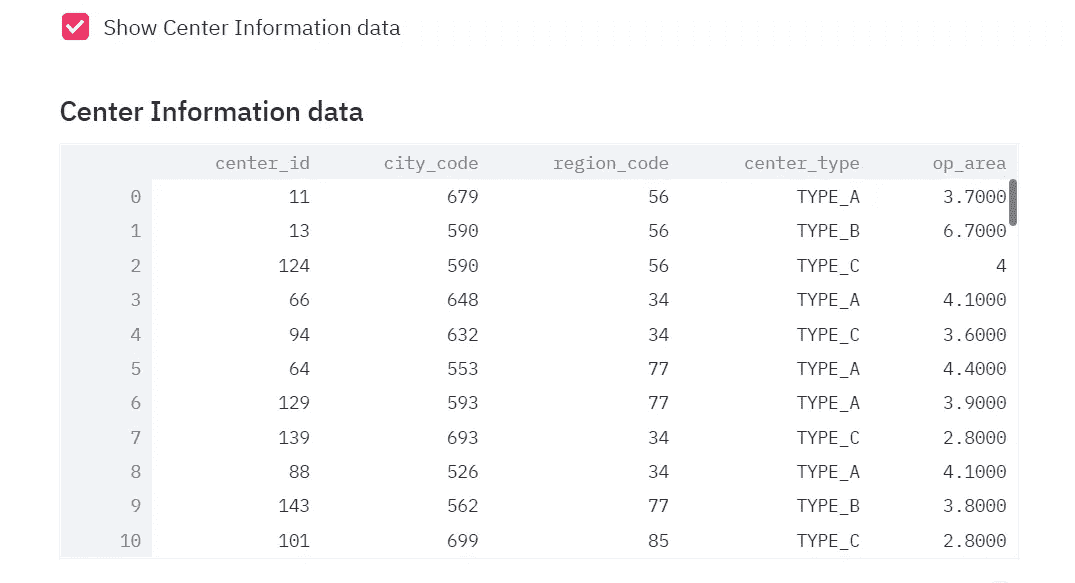 Show Center Information data
Center Information data
center_id city_code region_code center_type op_area
0 11 679 56 TYPE_A 3.7000
1 13 590 56 TYPE_B 6.7000
2 124 590 56 TYPE_C 4
3 66 648 34 TYPE_A 4.1000
4 94 632 34 TYPE_C 3.6000
5 64 553 77 TYPE_A 4.4000
6 129 593 77 TYPE_A 3.9000
7 139 693 34 TYPE_C 2.8000
8 88 526 34 TYPE_A 4.1000
9 143 562 77 TYPE_B 3.8000
10 101 699 85 TYPE_C 2.8000